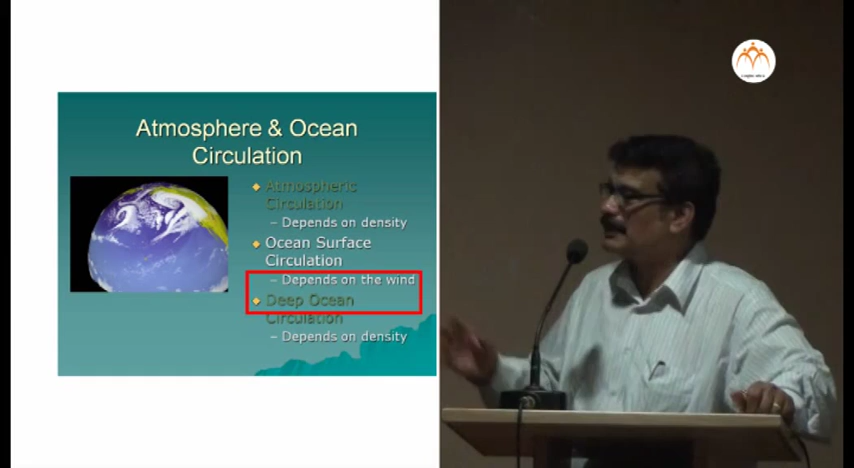 Atmosphere & Ocean
Circulation
◆ Atmospheric
Circulation
– Depends on density
◆ Ocean Surface
Circulation
– Depends on the wind
◆ Deep Ocean
Circulation
– Depends on density